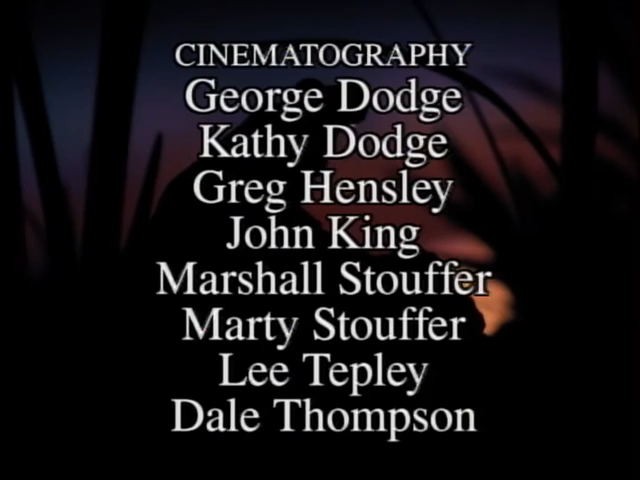 CINEMATOGRAPHY
George Dodge
Kathy Dodge
Greg Hensley
John King
Marshall Stouffer
Marty Stouffer
Lee Tepley
Dale Thompson